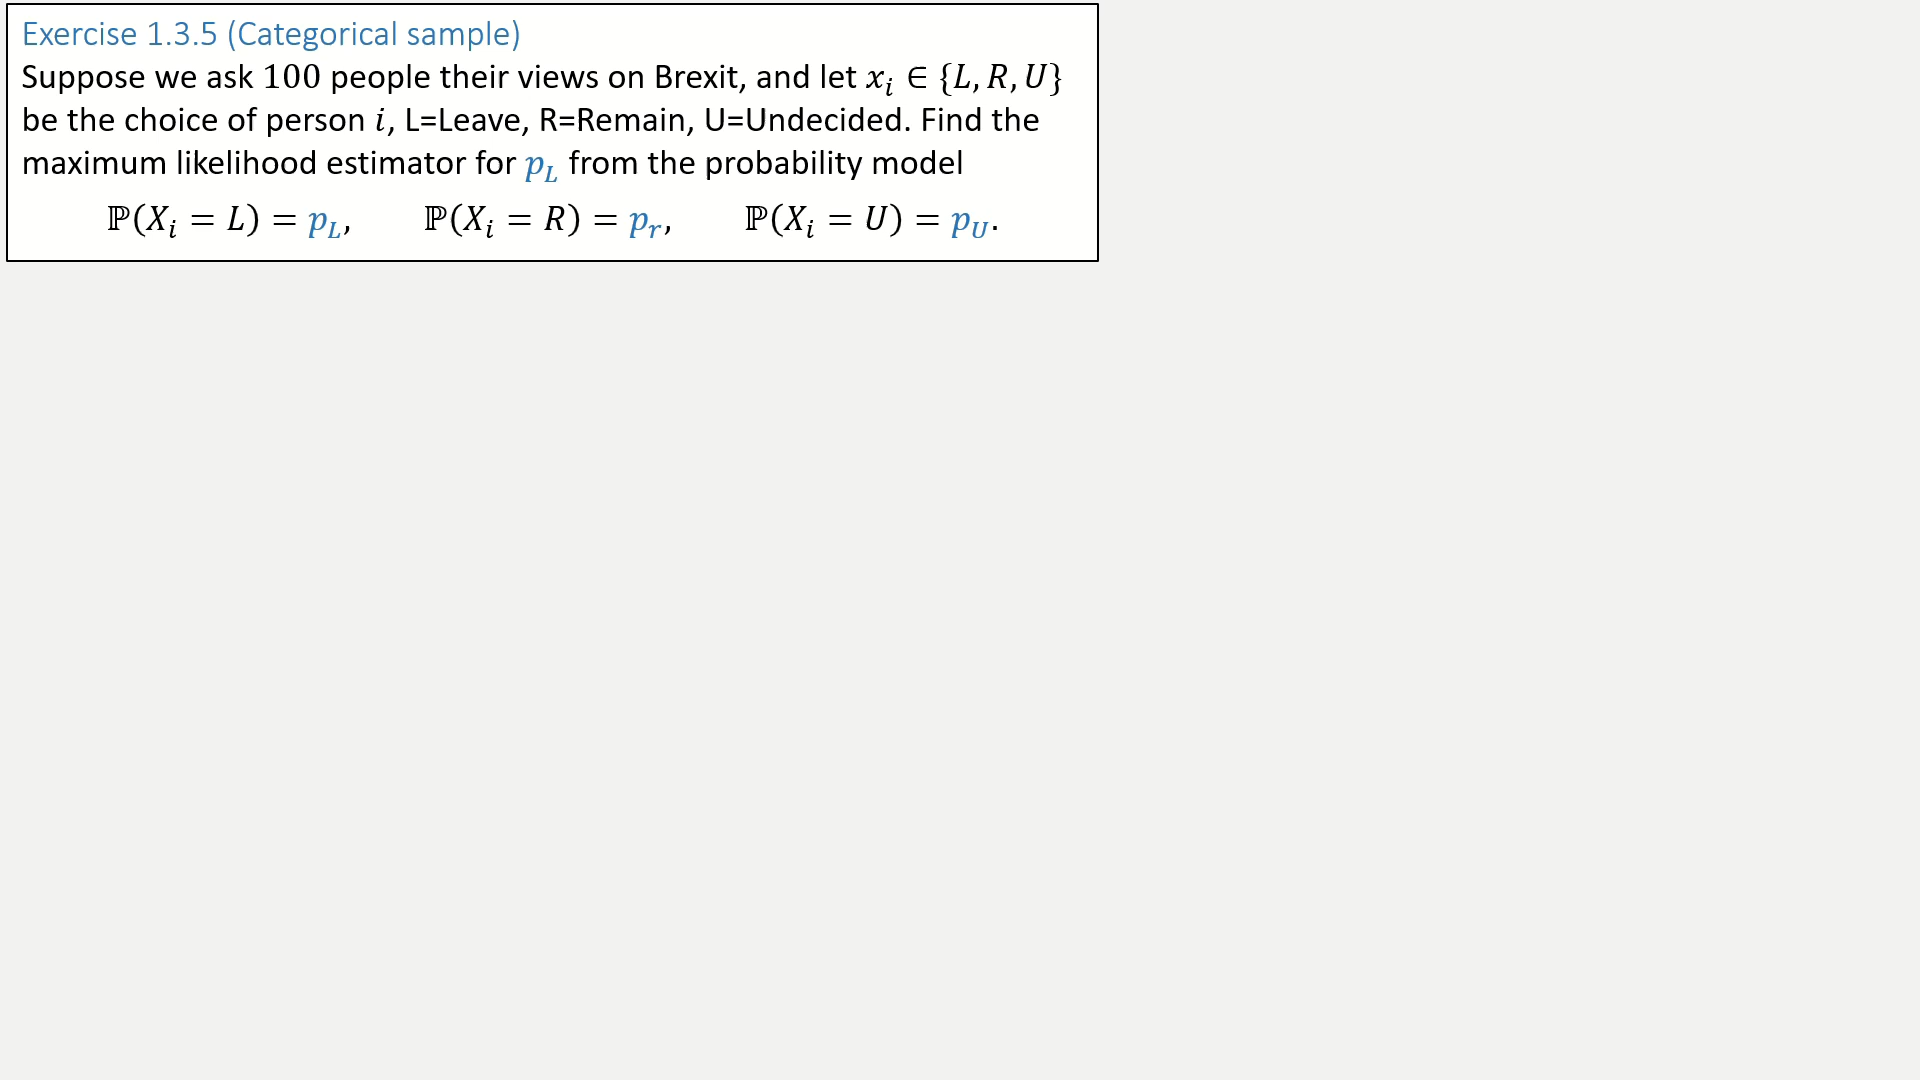 Exercise 1.3.5 (Categorical sample)
Suppose we ask 100 people their views on Brexit, and let xᵢ ∈ {L, R, U}
be the choice of person i, L=Leave, R=Remain, U=Undecided. Find the
maximum likelihood estimator for p_L from the probability model
ℙ(Xᵢ = L) = p_L, ℙ(Xᵢ = R) = p_r, ℙ(Xᵢ = U) = p_U.